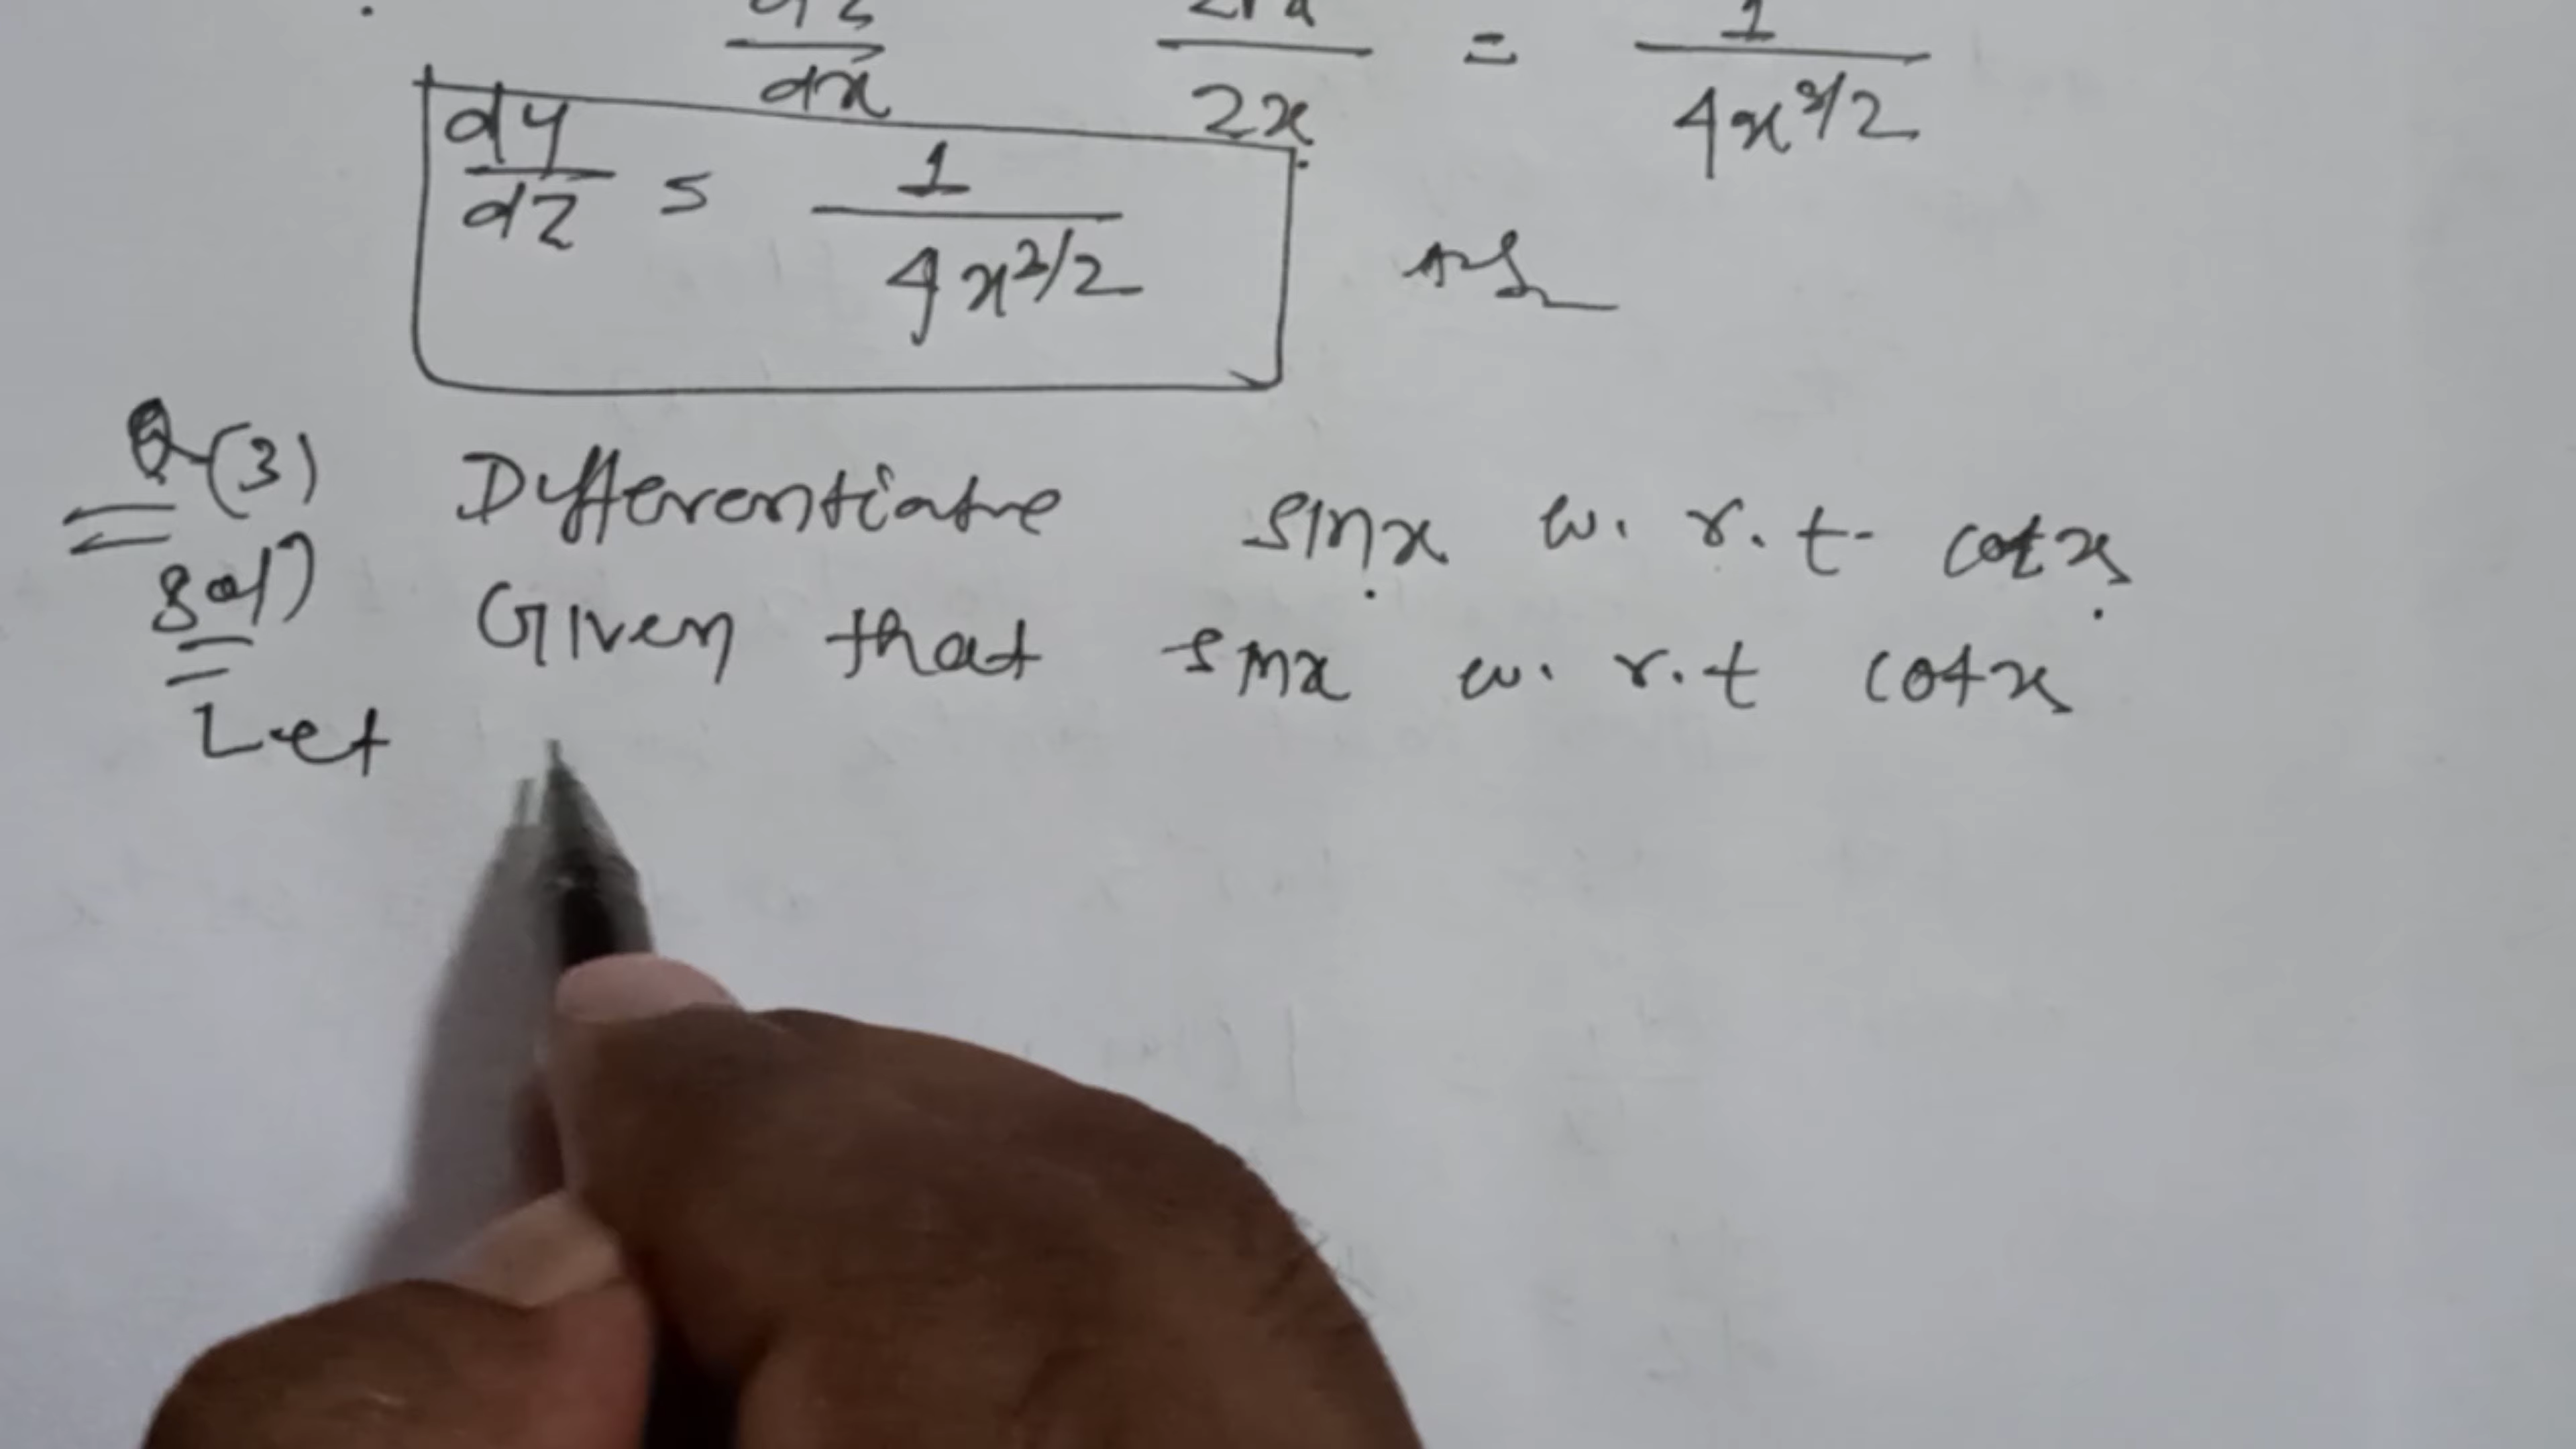 dx 2x = 1/4x^3/2
dy/dz = 1/4x^3/2 Ans
Q-(3) Differentiate sinx w.r.t. cotx
Sol) Given that sinx w.r.t cotx
Let